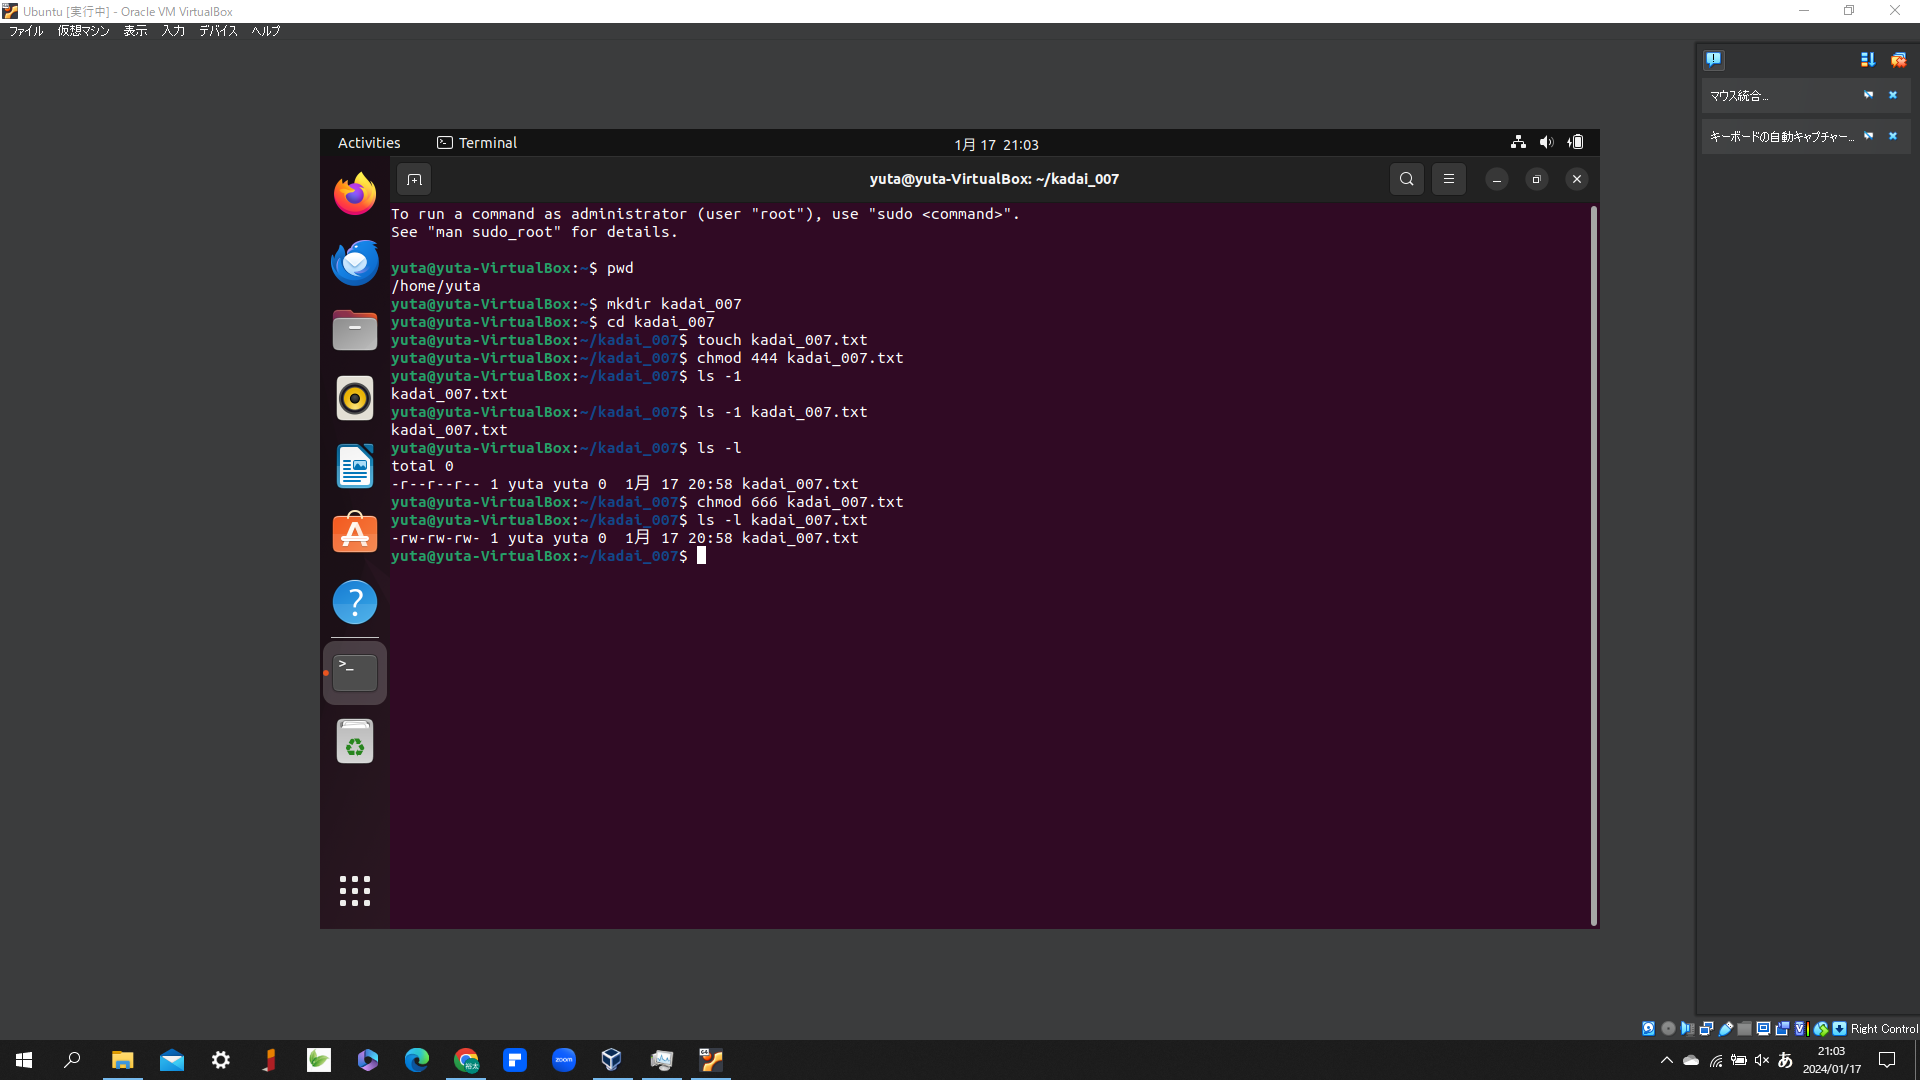 Ubuntu [実行中] - Oracle VM VirtualBox
ファイル 仮想マシン 表示 入力 デバイス ヘルプ
マウス統合...
キーボードの自動キャプチャー...
Activities Terminal 1月 17 21:03
yuta@yuta-VirtualBox: ~/kadai_007
To run a command as administrator (user "root"), use "sudo <command>".
See "man sudo_root" for details.
yuta@yuta-VirtualBox:~$ pwd
/home/yuta
yuta@yuta-VirtualBox:~$ mkdir kadai_007
yuta@yuta-VirtualBox:~$ cd kadai_007
yuta@yuta-VirtualBox:~/kadai_007$ touch kadai_007.txt
yuta@yuta-VirtualBox:~/kadai_007$ chmod 444 kadai_007.txt
yuta@yuta-VirtualBox:~/kadai_007$ ls -1
kadai_007.txt
yuta@yuta-VirtualBox:~/kadai_007$ ls -1 kadai_007.txt
kadai_007.txt
yuta@yuta-VirtualBox:~/kadai_007$ ls -l
total 0
-r--r--r-- 1 yuta yuta 0  1月 17 20:58 kadai_007.txt
yuta@yuta-VirtualBox:~/kadai_007$ chmod 666 kadai_007.txt
yuta@yuta-VirtualBox:~/kadai_007$ ls -l kadai_007.txt
-rw-rw-rw- 1 yuta yuta 0  1月 17 20:58 kadai_007.txt
yuta@yuta-VirtualBox:~/kadai_007$
Right Control
zoom
あ
21:03
2024/01/17